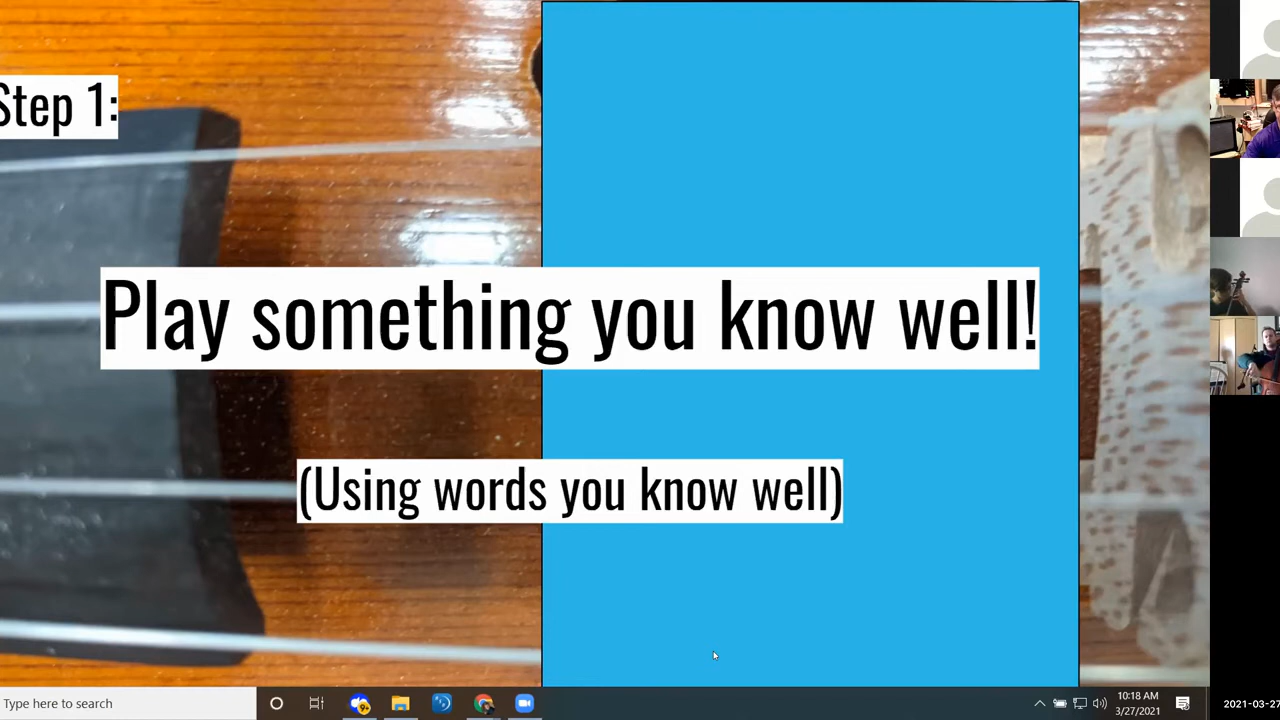 Step 1:
Play something you know well!
(Using words you know well)
Type here to search
10:18 AM
3/27/2021
2021-03-27